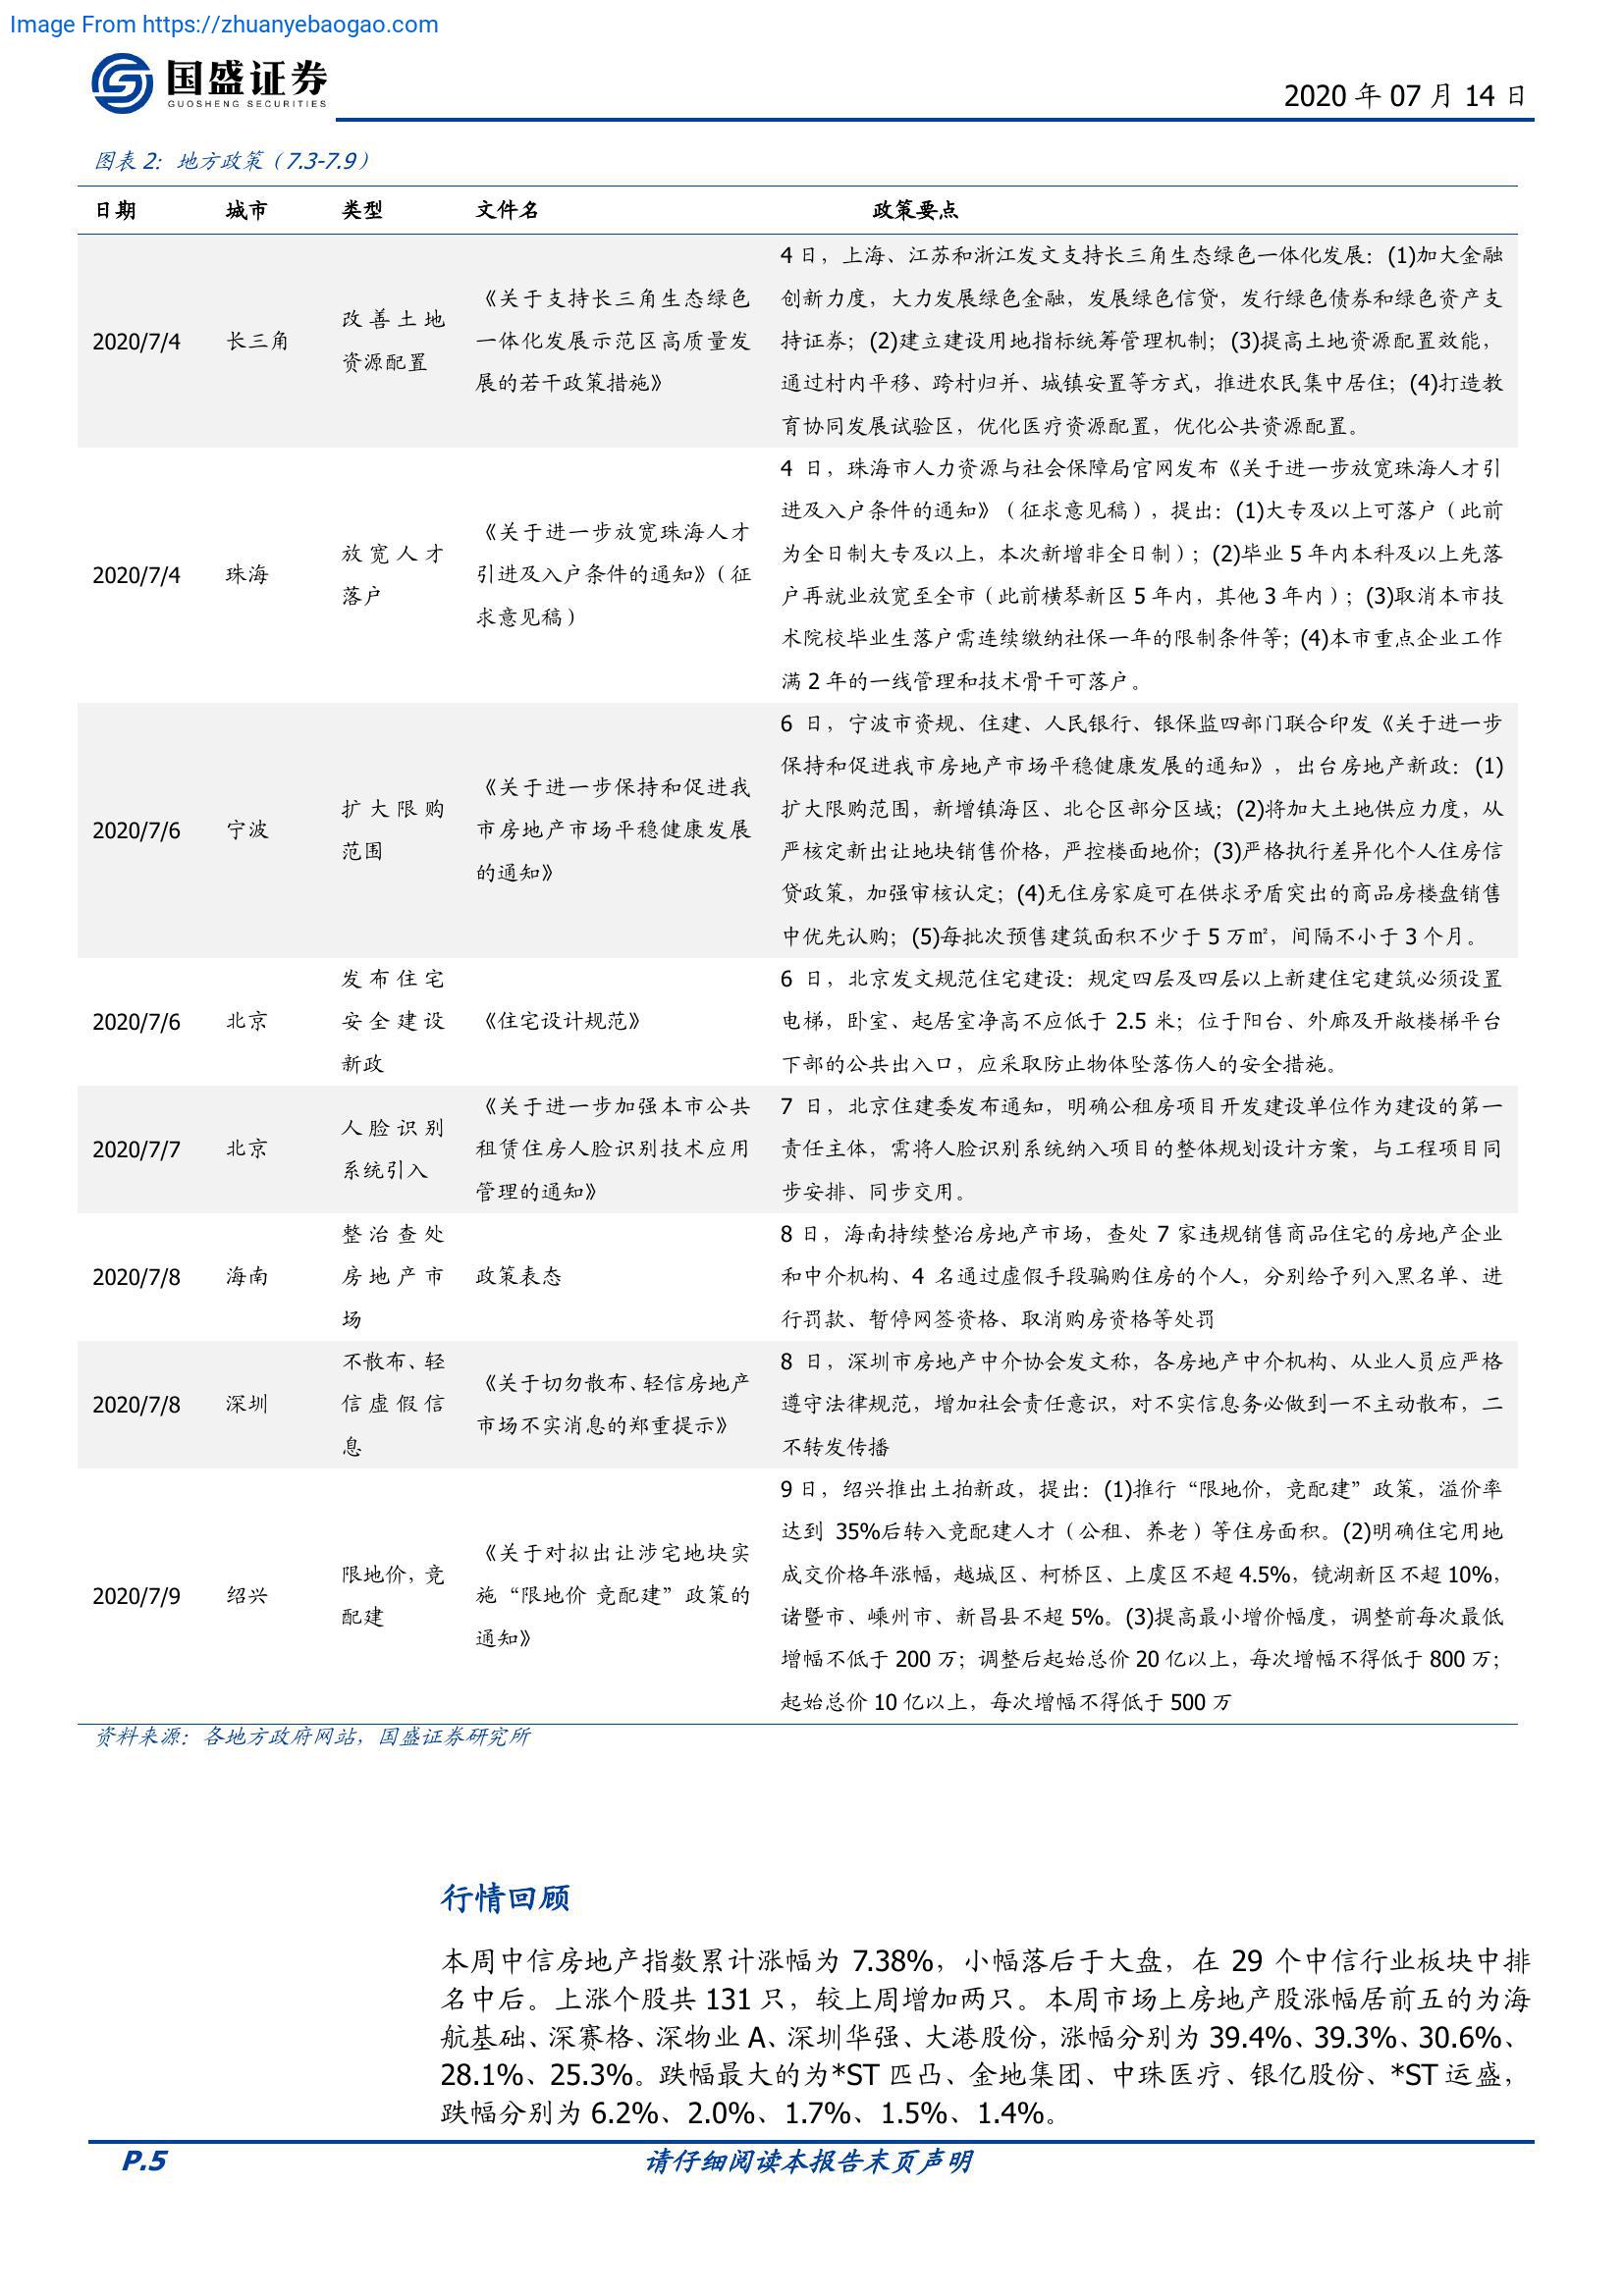 Image From https://zhuanyebaogao.com
国盛证券
GUOSHENG SECURITIES
2020 年 07 月 14 日
图表 2：地方政策（7.3-7.9）
日期 城市 类型 文件名 政策要点
2020/7/4 长三角
改善土地
资源配置
《关于支持长三角生态绿色
一体化发展示范区高质量发
展的若干政策措施》
4 日，上海、江苏和浙江发文支持长三角生态绿色一体化发展：(1)加大金融
创新力度，大力发展绿色金融，发展绿色信贷，发行绿色债券和绿色资产支
持证券；(2)建立建设用地指标统筹管理机制；(3)提高土地资源配置效能，
通过村内平移、跨村归并、城镇安置等方式，推进农民集中居住；(4)打造教
育协同发展试验区，优化医疗资源配置，优化公共资源配置。
2020/7/4 珠海
放宽人才
落户
《关于进一步放宽珠海人才
引进及入户条件的通知》（征
求意见稿）
4 日，珠海市人力资源与社会保障局官网发布《关于进一步放宽珠海人才引
进及入户条件的通知》（征求意见稿），提出：(1)大专及以上可落户（此前
为全日制大专及以上，本次新增非全日制）；(2)毕业 5 年内本科及以上先落
户再就业放宽至全市（此前横琴新区 5 年内，其他 3 年内）；(3)取消本市技
术院校毕业生落户需连续缴纳社保一年的限制条件等；(4)本市重点企业工作
满 2 年的一线管理和技术骨干可落户。
2020/7/6 宁波
扩大限购
范围
《关于进一步保持和促进我
市房地产市场平稳健康发展
的通知》
6 日，宁波市资规、住建、人民银行、银保监四部门联合印发《关于进一步
保持和促进我市房地产市场平稳健康发展的通知》，出台房地产新政：(1)
扩大限购范围，新增镇海区、北仑区部分区域；(2)将加大土地供应力度，从
严核定新出让地块销售价格，严控楼面地价；(3)严格执行差异化个人住房信
贷政策，加强审核认定；(4)无住房家庭可在供求矛盾突出的商品房楼盘销售
中优先认购；(5)每批次预售建筑面积不少于 5 万㎡，间隔不小于 3 个月。
2020/7/6 北京
发布住宅
安全建设
新政
《住宅设计规范》
6 日，北京发文规范住宅建设：规定四层及四层以上新建住宅建筑必须设置
电梯，卧室、起居室净高不应低于 2.5 米；位于阳台、外廊及开敞楼梯平台
下部的公共出入口，应采取防止物体坠落伤人的安全措施。
2020/7/7 北京
人脸识别
系统引入
《关于进一步加强本市公共
租赁住房人脸识别技术应用
管理的通知》
7 日，北京住建委发布通知，明确公租房项目开发建设单位作为建设的第一
责任主体，需将人脸识别系统纳入项目的整体规划设计方案，与工程项目同
步安排、同步交用。
2020/7/8 海南
整治查处
房地产市
场
政策表态
8 日，海南持续整治房地产市场，查处 7 家违规销售商品住宅的房地产企业
和中介机构、4 名通过虚假手段骗购住房的个人，分别给予列入黑名单、进
行罚款、暂停网签资格、取消购房资格等处罚
2020/7/8 深圳
不散布、轻
信虚假信
息
《关于切勿散布、轻信房地产
市场不实消息的郑重提示》
8 日，深圳市房地产中介协会发文称，各房地产中介机构、从业人员应严格
遵守法律规范，增加社会责任意识，对不实信息务必做到一不主动散布，二
不转发传播
2020/7/9 绍兴
限地价，竞
配建
《关于对拟出让涉宅地块实
施“限地价 竞配建”政策的
通知》
9 日，绍兴推出土拍新政，提出：(1)推行“限地价，竞配建”政策，溢价率
达到 35%后转入竞配建人才（公租、养老）等住房面积。(2)明确住宅用地
成交价格年涨幅，越城区、柯桥区、上虞区不超 4.5%，镜湖新区不超 10%，
诸暨市、嵊州市、新昌县不超 5%。(3)提高最小增价幅度，调整前每次最低
增幅不低于 200 万；调整后起始总价 20 亿以上，每次增幅不得低于 800 万；
起始总价 10 亿以上，每次增幅不得低于 500 万
资料来源：各地方政府网站，国盛证券研究所
行情回顾
本周中信房地产指数累计涨幅为 7.38%，小幅落后于大盘，在 29 个中信行业板块中排
名中后。上涨个股共 131 只，较上周增加两只。本周市场上房地产股涨幅居前五的为海
航基础、深赛格、深物业 A、深圳华强、大港股份，涨幅分别为 39.4%、39.3%、30.6%、
28.1%、25.3%。跌幅最大的为*ST 匹凸、金地集团、中珠医疗、银亿股份、*ST 运盛，
跌幅分别为 6.2%、2.0%、1.7%、1.5%、1.4%。
P.5 请仔细阅读本报告末页声明